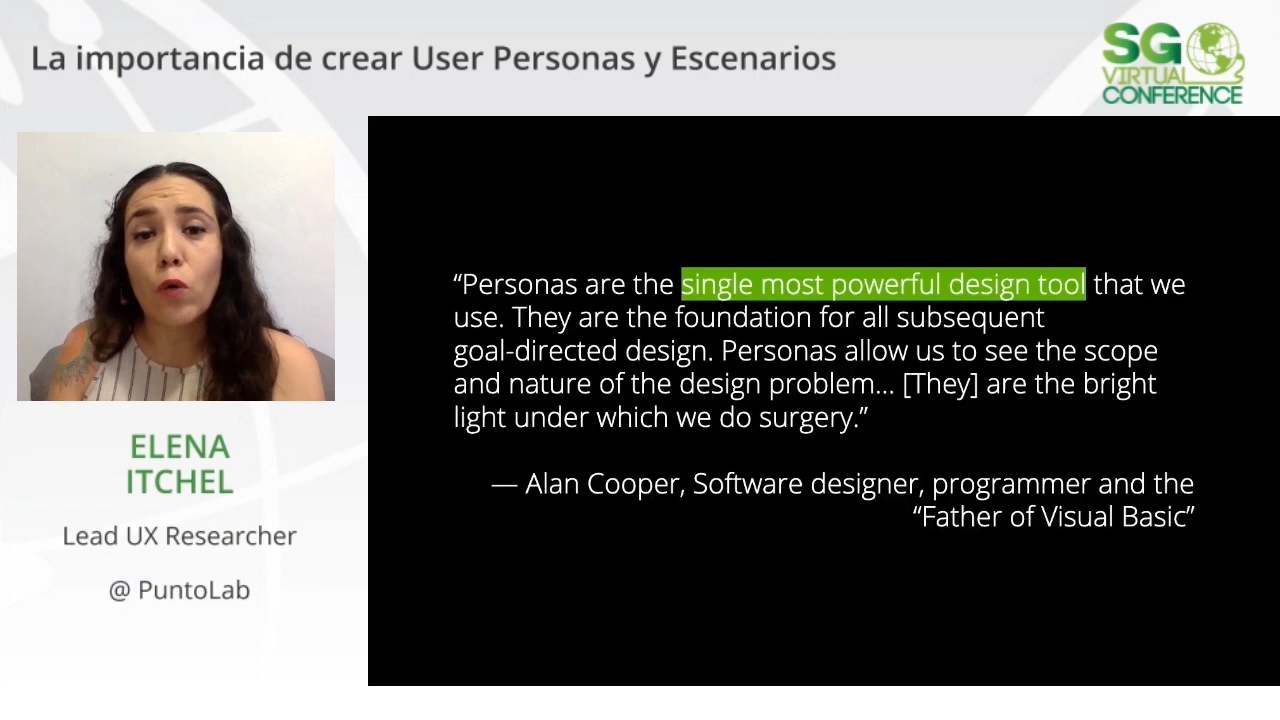 La importancia de crear User Personas y Escenarios
SG
VIRTUAL
CONFERENCE
ELENA
ITCHEL
Lead UX Researcher
@ PuntoLab
“Personas are the single most powerful design tool that we
use. They are the foundation for all subsequent
goal-directed design. Personas allow us to see the scope
and nature of the design problem... [They] are the bright
light under which we do surgery.”
— Alan Cooper, Software designer, programmer and the
“Father of Visual Basic”